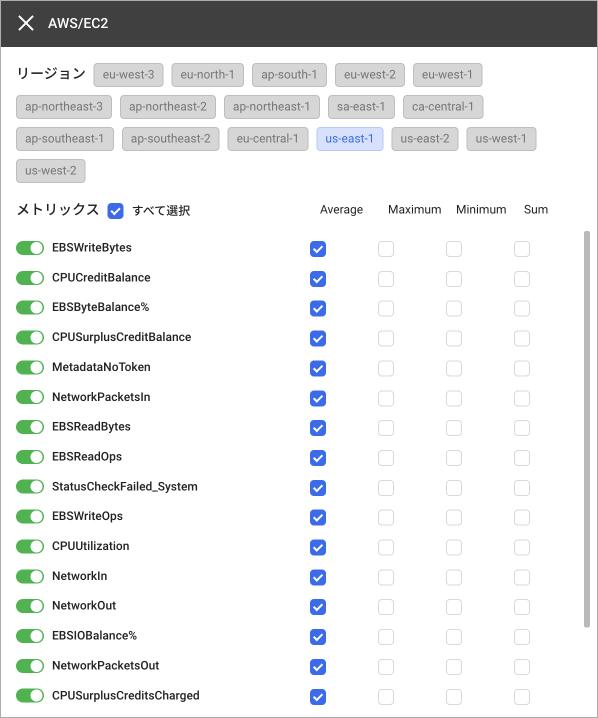 AWS/EC2
リージョン eu-west-3 eu-north-1 ap-south-1 eu-west-2 eu-west-1
ap-northeast-3 ap-northeast-2 ap-northeast-1 sa-east-1 ca-central-1
ap-southeast-1 ap-southeast-2 eu-central-1 us-east-1 us-east-2 us-west-1
us-west-2
メトリックス すべて選択 Average Maximum Minimum Sum
EBSWriteBytes
CPUCreditBalance
EBSByteBalance%
CPUSurplusCreditBalance
MetadataNoToken
NetworkPacketsIn
EBSReadBytes
EBSReadOps
StatusCheckFailed_System
EBSWriteOps
CPUUtilization
NetworkIn
NetworkOut
EBSIOBalance%
NetworkPacketsOut
CPUSurplusCreditsCharged